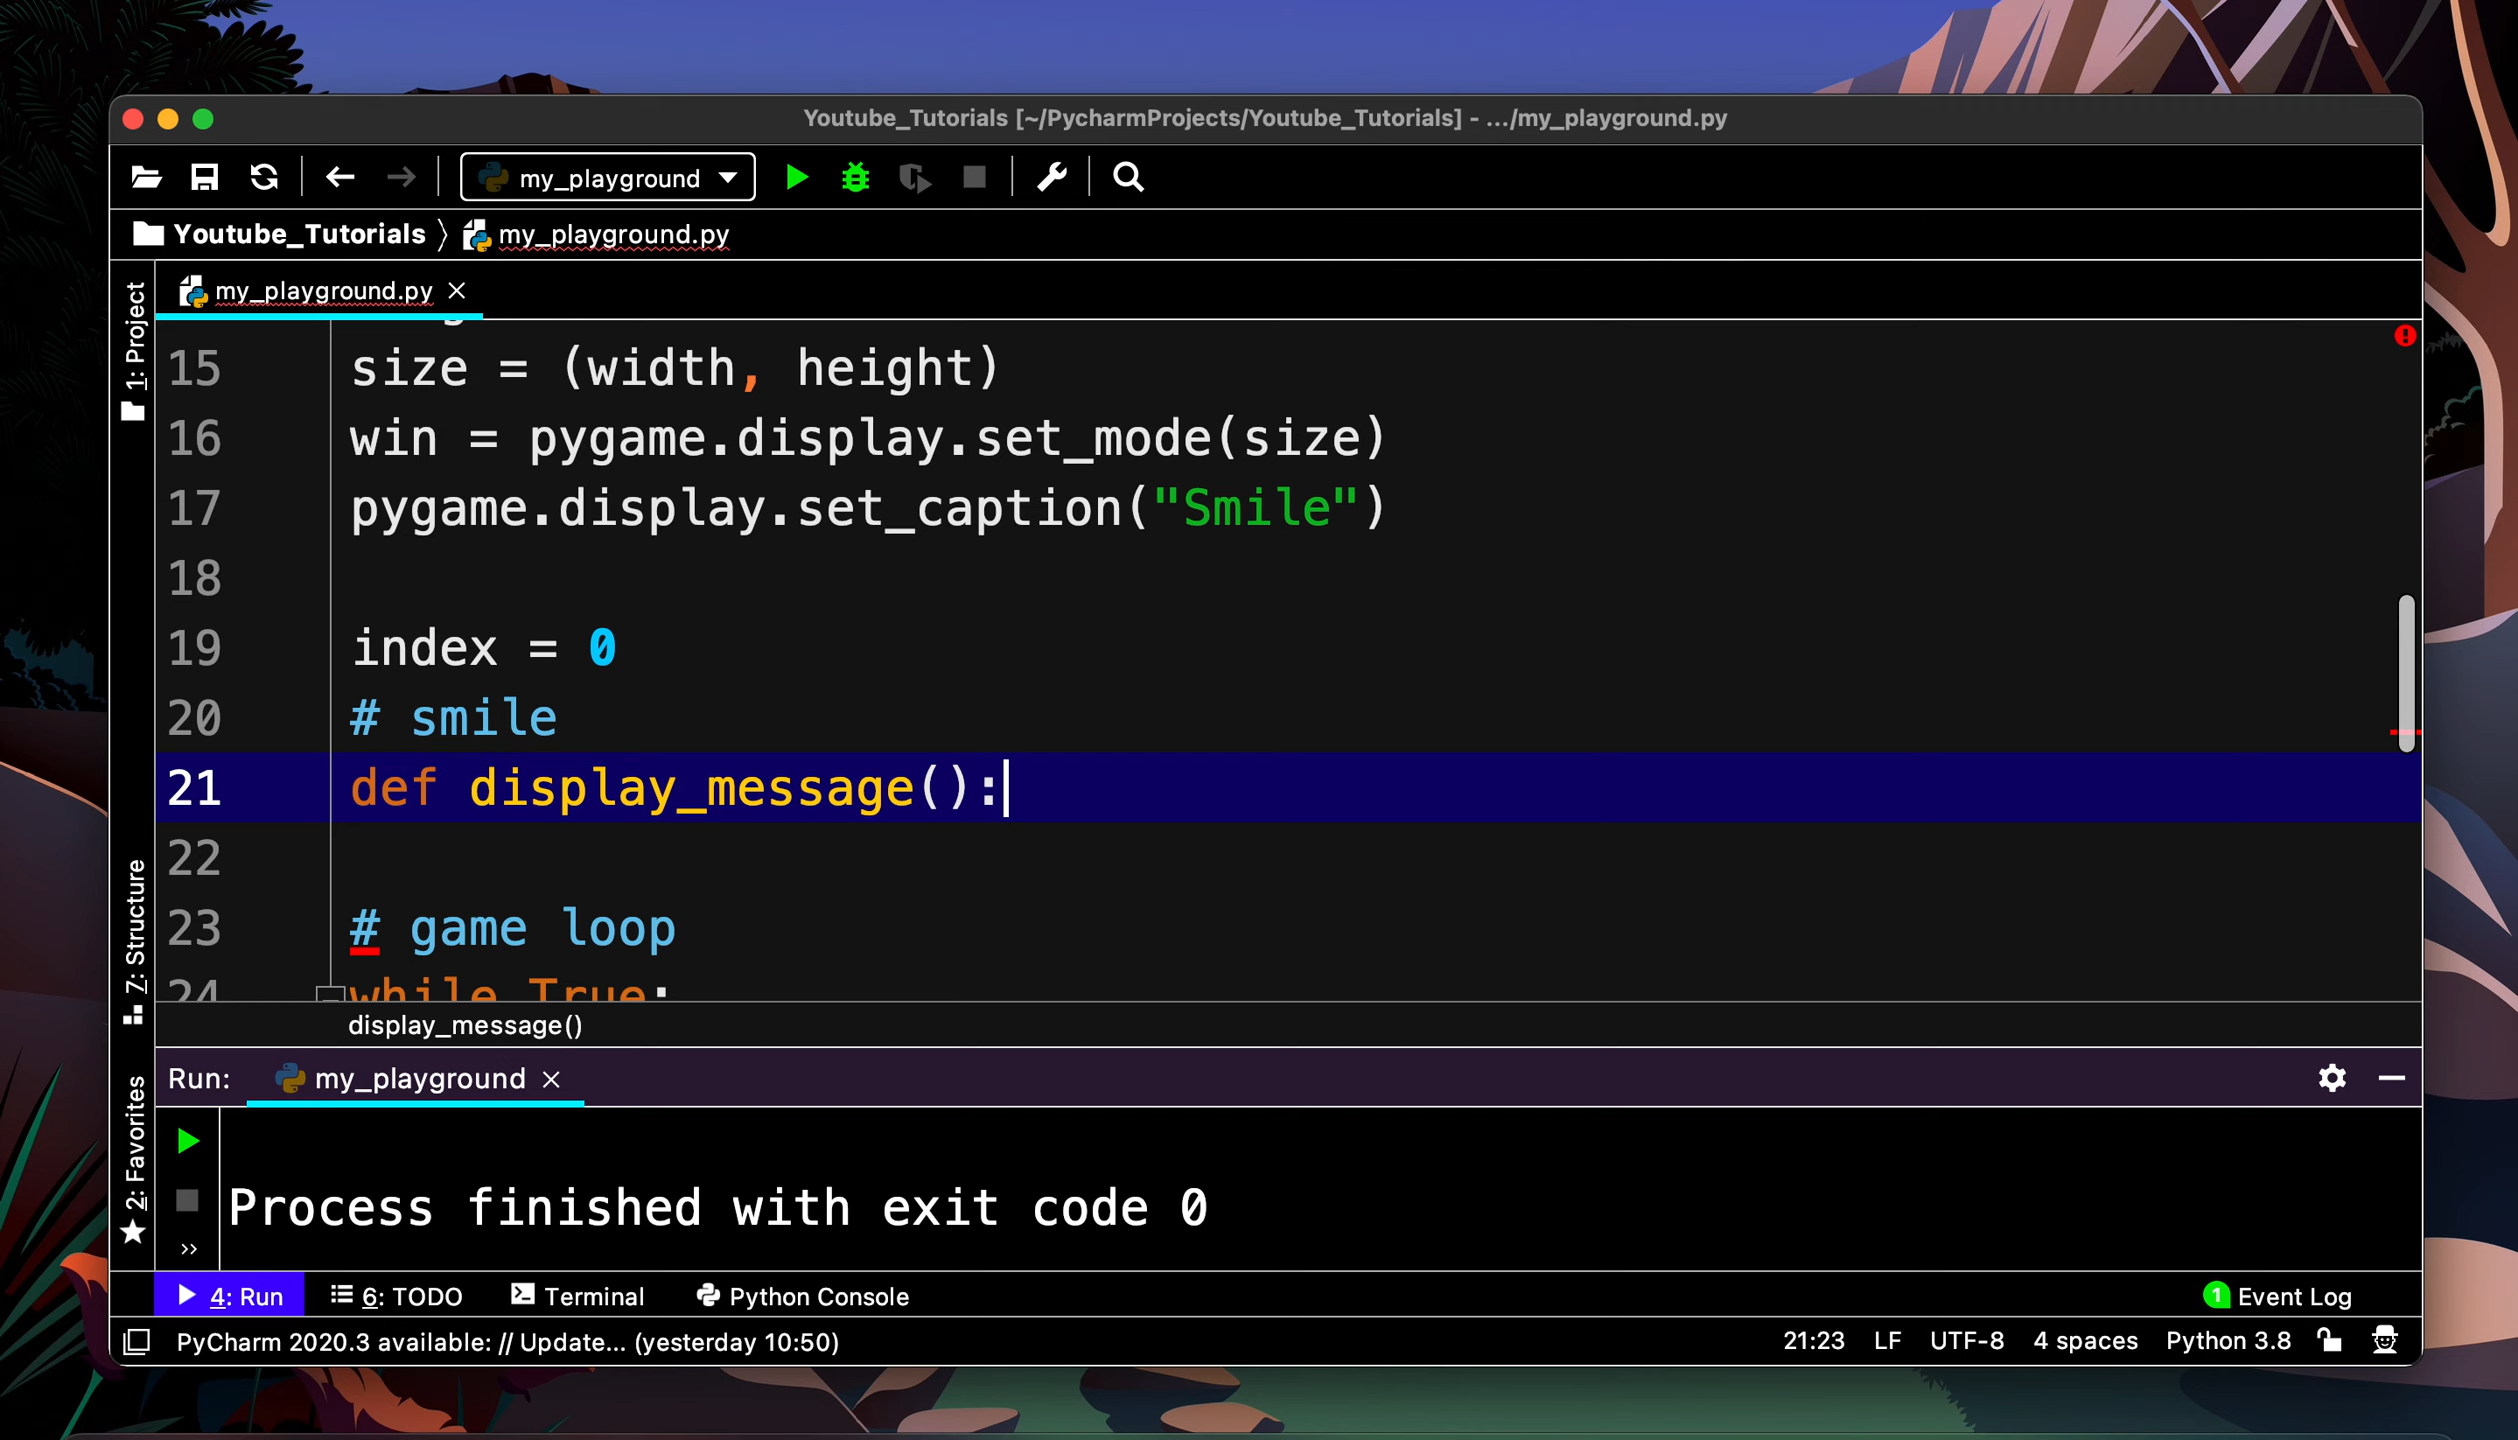 Youtube_Tutorials [~/PycharmProjects/Youtube_Tutorials] - .../my_playground.py
my_playground
Youtube_Tutorials 〉 my_playground.py
1: Project
my_playground.py
15 size = (width, height)
16 win = pygame.display.set_mode(size)
17 pygame.display.set_caption("Smile")
18
19 index = 0
20 # smile
21 def display_message():
22
23 # game loop
24 while True:
7: Structure
display_message()
Run: my_playground
2: Favorites
Process finished with exit code 0
4: Run 6: TODO Terminal Python Console 1 Event Log
PyCharm 2020.3 available: // Update... (yesterday 10:50) 21:23 LF UTF-8 4 spaces Python 3.8